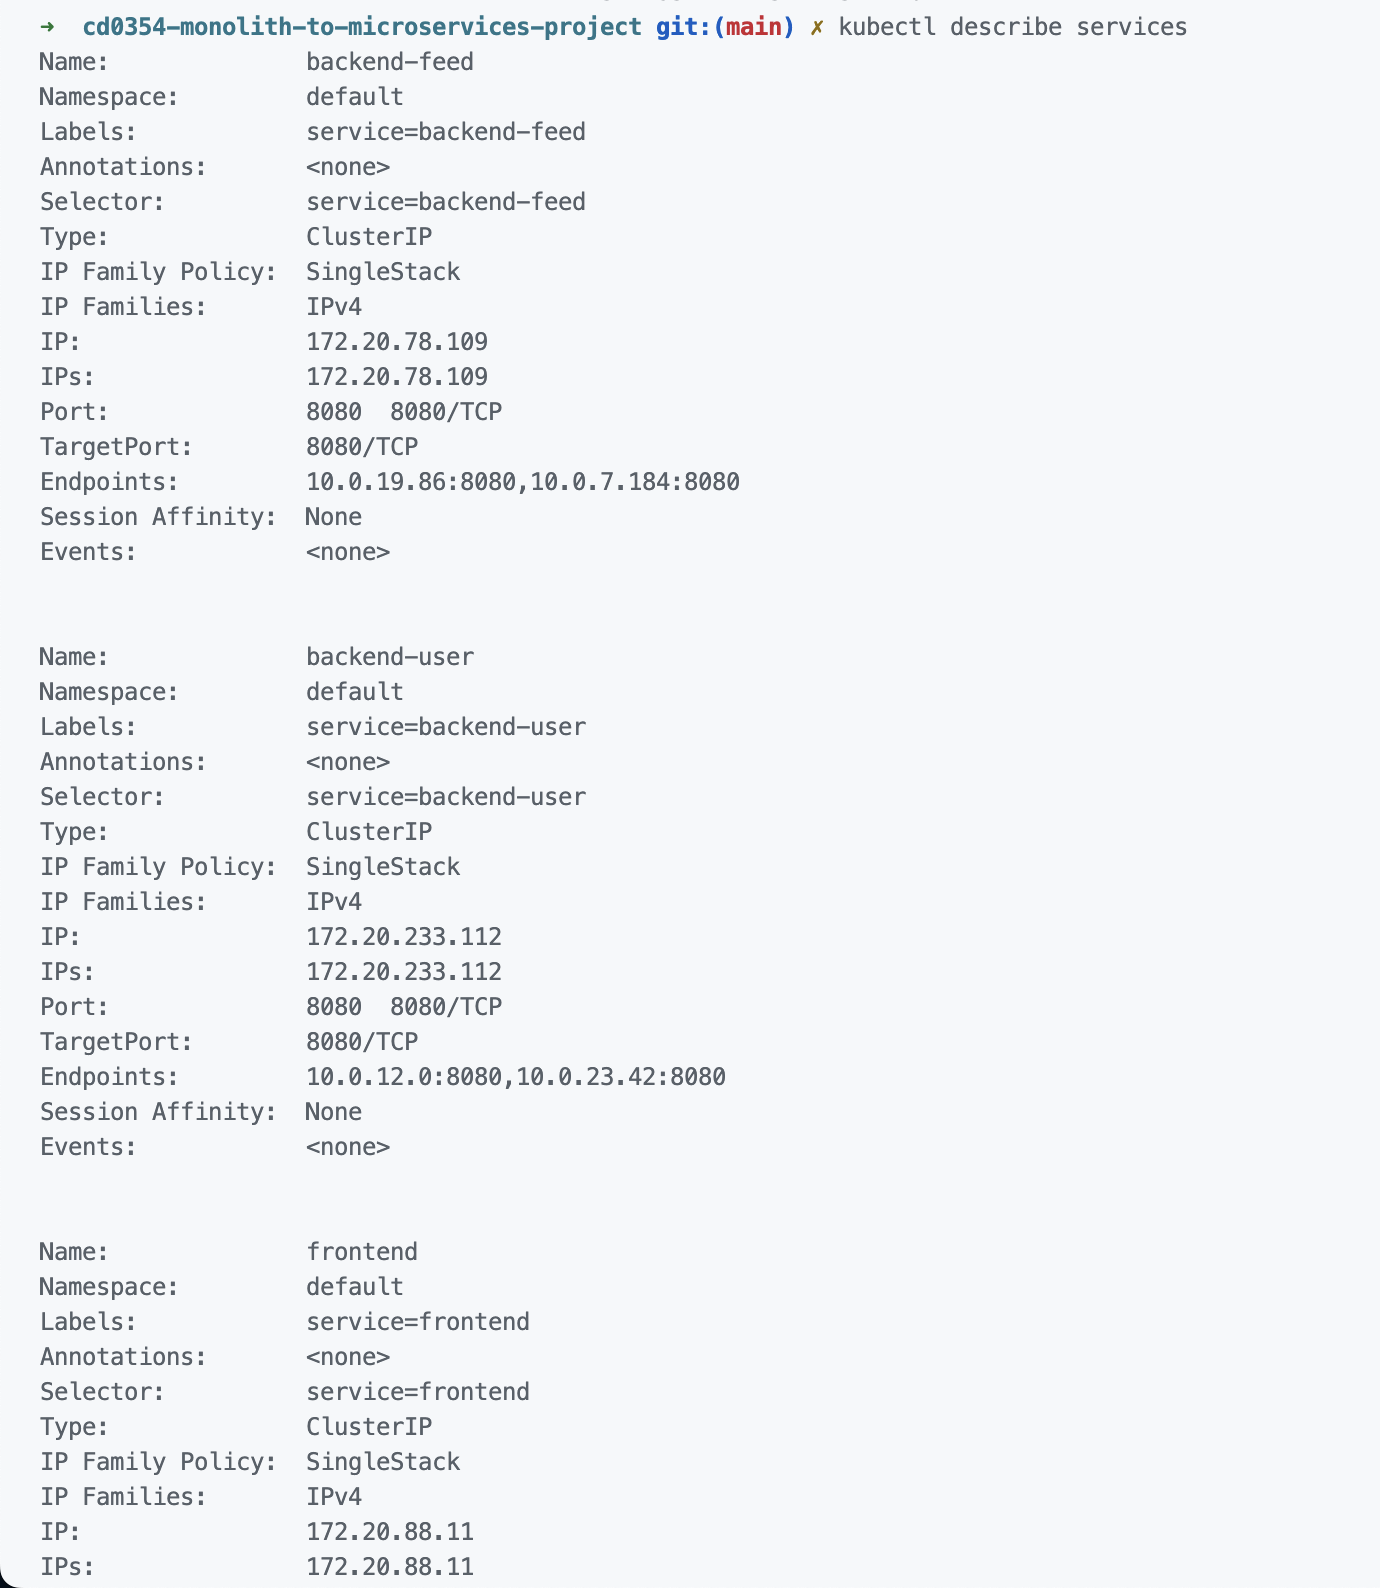 ➜  cd0354-monolith-to-microservices-project git:(main) ✗ kubectl describe services
Name:              backend-feed
Namespace:         default
Labels:            service=backend-feed
Annotations:       <none>
Selector:          service=backend-feed
Type:              ClusterIP
IP Family Policy:  SingleStack
IP Families:       IPv4
IP:                172.20.78.109
IPs:               172.20.78.109
Port:              8080  8080/TCP
TargetPort:        8080/TCP
Endpoints:         10.0.19.86:8080,10.0.7.184:8080
Session Affinity:  None
Events:            <none>
Name:              backend-user
Namespace:         default
Labels:            service=backend-user
Annotations:       <none>
Selector:          service=backend-user
Type:              ClusterIP
IP Family Policy:  SingleStack
IP Families:       IPv4
IP:                172.20.233.112
IPs:               172.20.233.112
Port:              8080  8080/TCP
TargetPort:        8080/TCP
Endpoints:         10.0.12.0:8080,10.0.23.42:8080
Session Affinity:  None
Events:            <none>
Name:              frontend
Namespace:         default
Labels:            service=frontend
Annotations:       <none>
Selector:          service=frontend
Type:              ClusterIP
IP Family Policy:  SingleStack
IP Families:       IPv4
IP:                172.20.88.11
IPs:               172.20.88.11